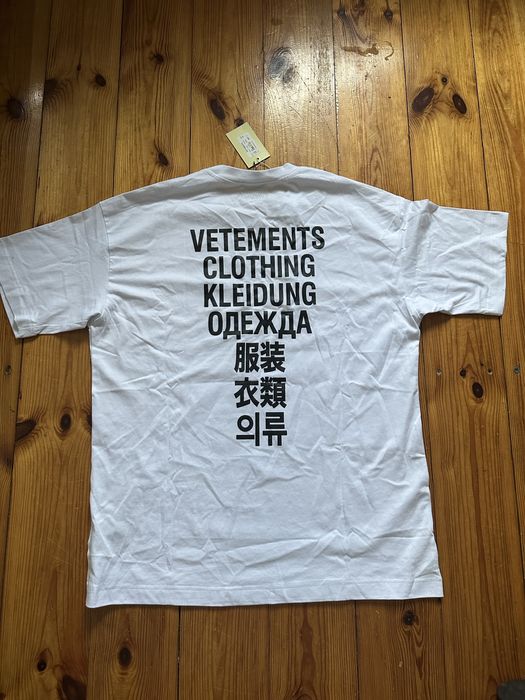 VETEMENTS
CLOTHING
KLEIDUNG
ОДЕЖДА
服装
衣類
의류